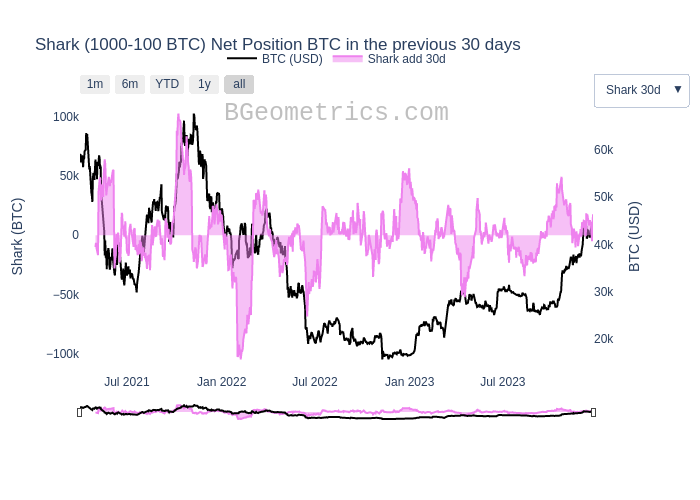 Shark (1000-100 BTC) Net Position BTC in the previous 30 days
BTC (USD) Shark add 30d
1m 6m YTD 1y all
Shark 30d ▼
BGeometrics.com
100k
50k
0
−50k
−100k
Shark (BTC)
60k
50k
40k
30k
20k
BTC (USD)
Jul 2021 Jan 2022 Jul 2022 Jan 2023 Jul 2023